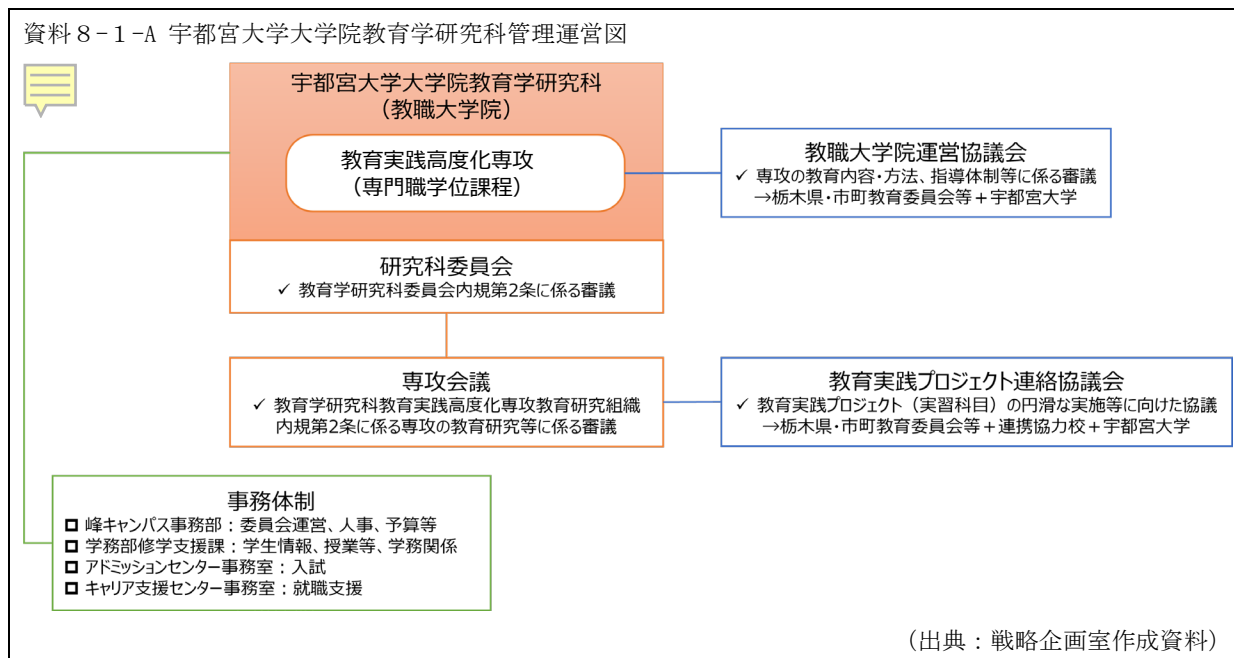 資料8-1-A 宇都宮大学大学院教育学研究科管理運営図
宇都宮大学大学院教育学研究科
(教職大学院)
教育実践高度化専攻
(専門職学位課程)
教職大学院運営協議会
✓ 専攻の教育内容・方法、指導体制等に係る審議
→栃木県・市町教育委員会等+宇都宮大学
研究科委員会
✓ 教育学研究科委員会内規第2条に係る審議
専攻会議
✓ 教育学研究科教育実践高度化専攻教育研究組織
内規第2条に係る専攻の教育研究等に係る審議
教育実践プロジェクト連絡協議会
✓ 教育実践プロジェクト(実習科目)の円滑な実施等に向けた協議
→栃木県・市町教育委員会等+連携協力校+宇都宮大学
事務体制
□ 峰キャンパス事務部:委員会運営、人事、予算等
□ 学務部修学支援課:学生情報、授業等、学務関係
□ アドミッションセンター事務室:入試
□ キャリア支援センター事務室:就職支援
(出典:戦略企画室作成資料)